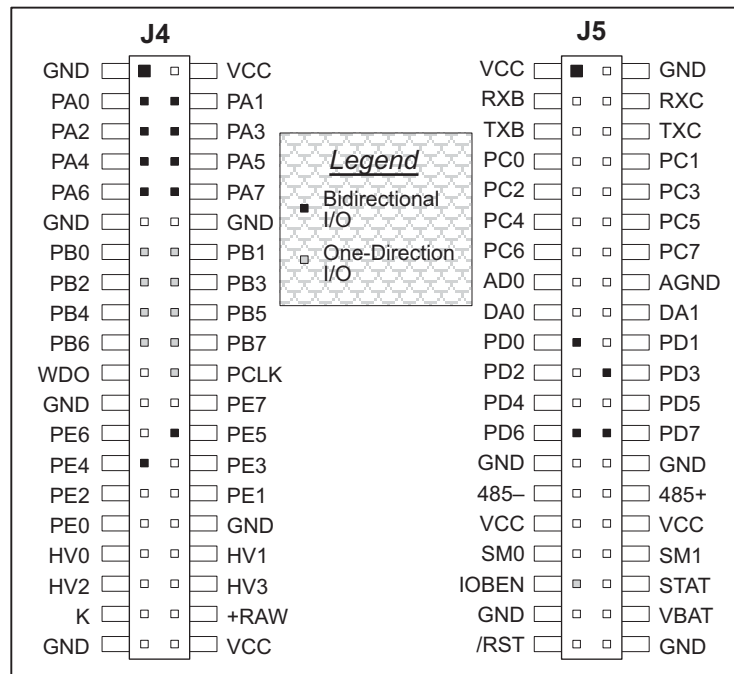 J4
J5
GND VCC
PA0 PA1
PA2 PA3
PA4 PA5
PA6 PA7
GND GND
PB0 PB1
PB2 PB3
PB4 PB5
PB6 PB7
WDO PCLK
GND PE7
PE6 PE5
PE4 PE3
PE2 PE1
PE0 GND
HV0 HV1
HV2 HV3
K +RAW
GND VCC
Legend
Bidirectional
I/O
One-Direction
I/O
VCC GND
RXB RXC
TXB TXC
PC0 PC1
PC2 PC3
PC4 PC5
PC6 PC7
AD0 AGND
DA0 DA1
PD0 PD1
PD2 PD3
PD4 PD5
PD6 PD7
GND GND
485– 485+
VCC VCC
SM0 SM1
IOBEN STAT
GND VBAT
/RST GND